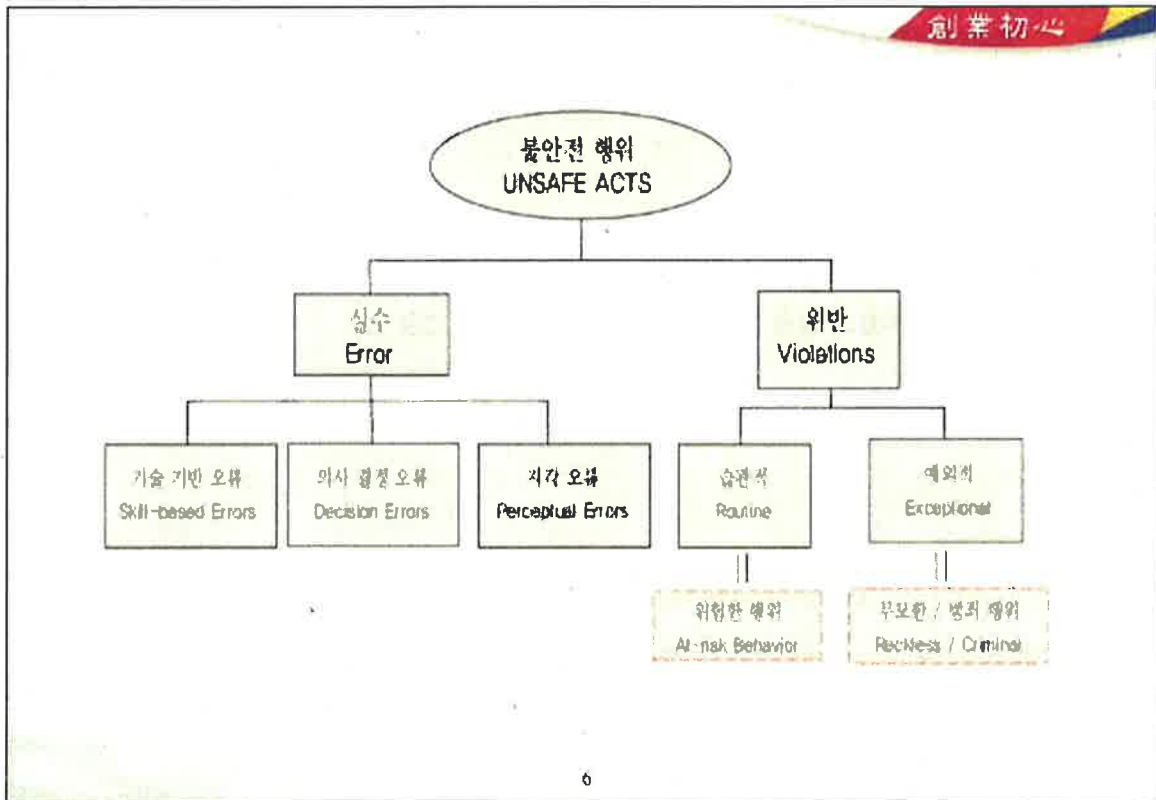 創業初心
불안전 행위
UNSAFE ACTS
실수
Error
위반
Violations
기술 기반 오류
Skill-based Errors
의사 결정 오류
Decision Errors
지각 오류
Perceptual Errors
습관적
Routine
예외적
Exceptional
위험한 행위
At-risk Behavior
무모한 / 범죄 행위
Reckless / Criminal
6